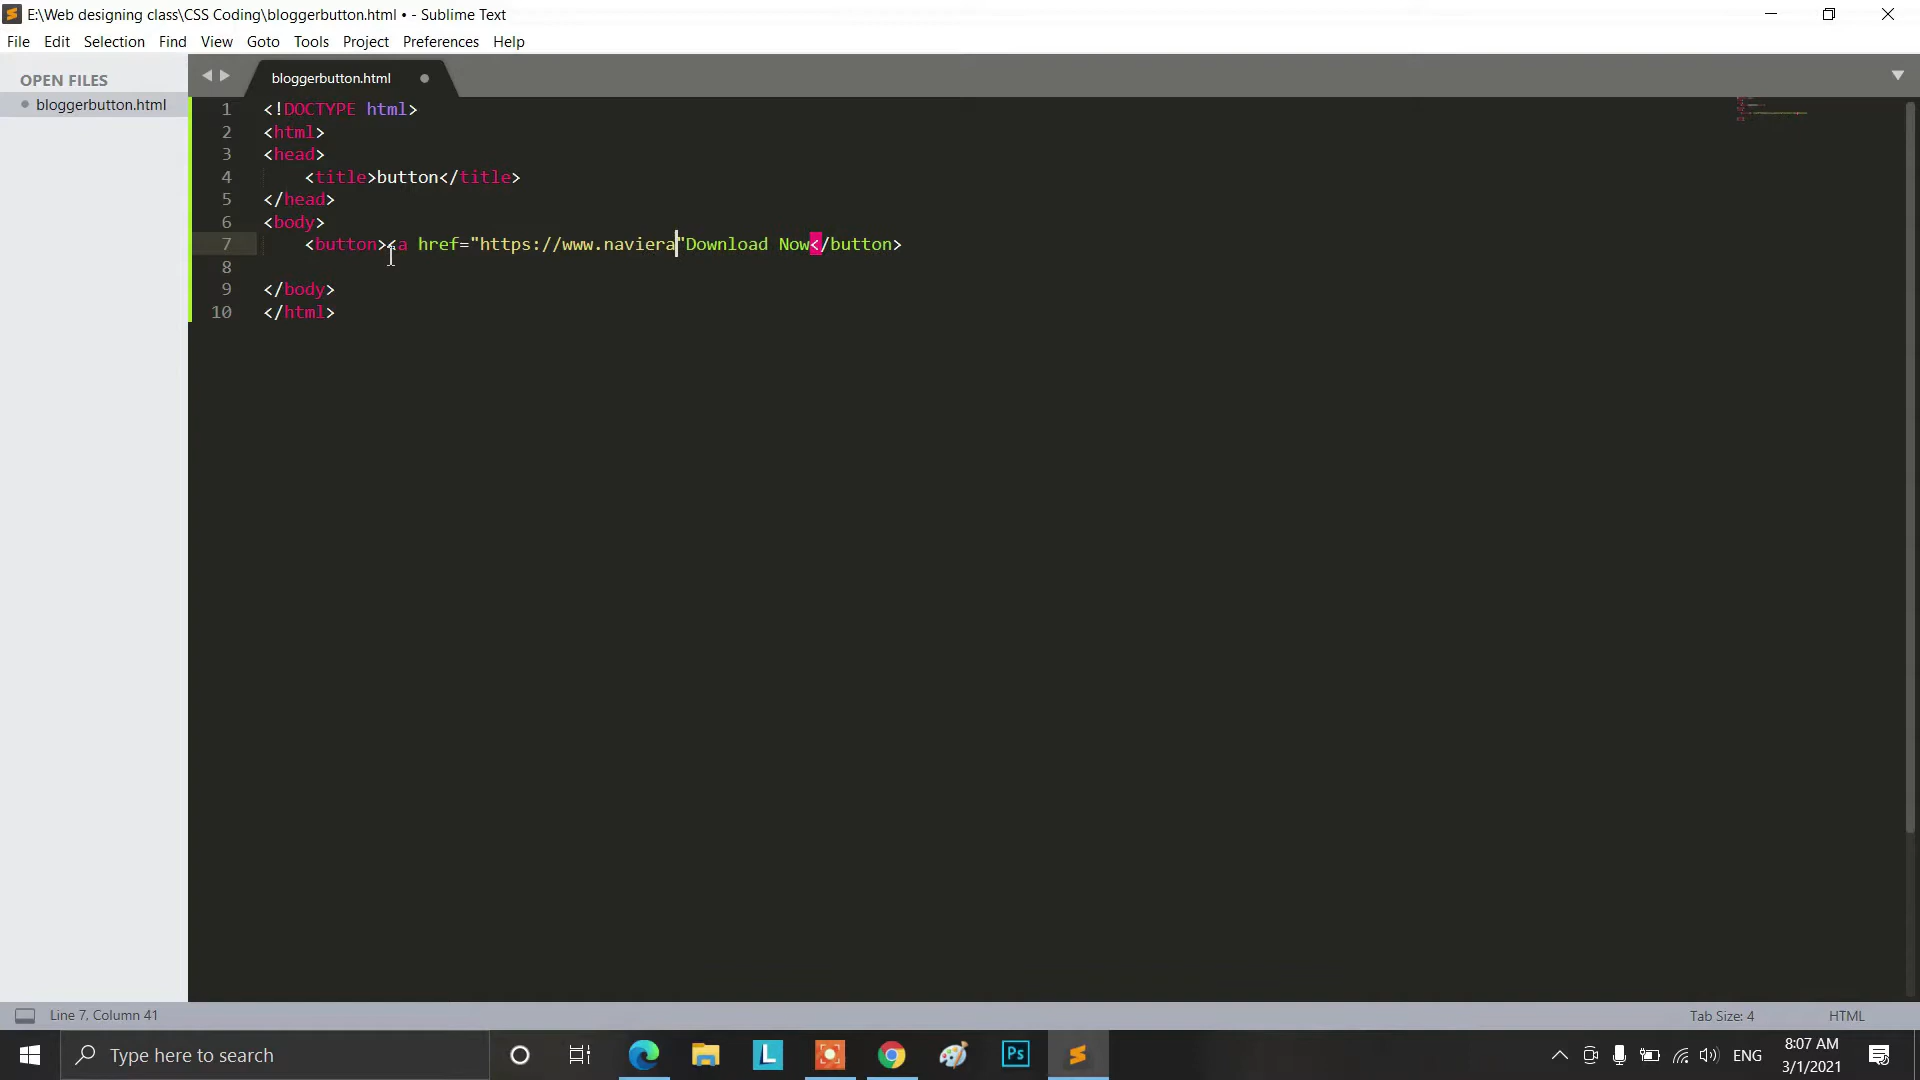 E:\Web designing class\CSS Coding\bloggerbutton.html • - Sublime Text
File Edit Selection Find View Goto Tools Project Preferences Help
OPEN FILES
bloggerbutton.html
bloggerbutton.html
1 <!DOCTYPE html>
2 <html>
3 <head>
4 <title>button</title>
5 </head>
6 <body>
7 <button><a href="https://www.naviera"Download Now</button>
8
9 </body>
10 </html>
Line 7, Column 41
Tab Size: 4
HTML
Type here to search
L
Ps
ENG
8:07 AM
3/1/2021